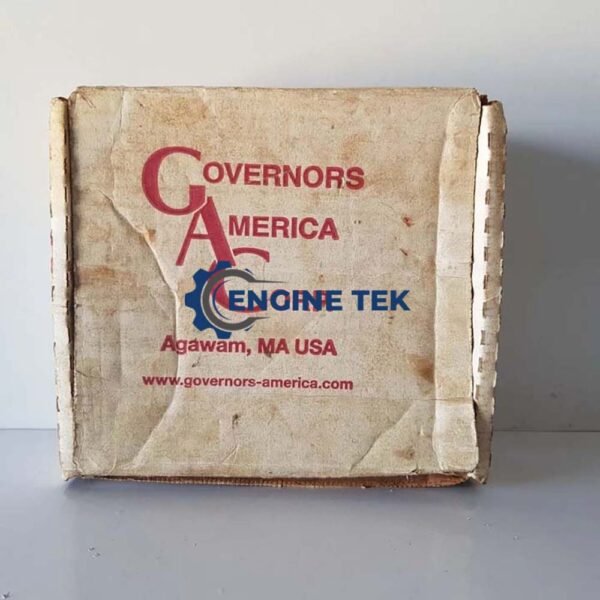 GOVERNORS
AMERICA
ENGINE TEK
Agawam, MA USA
www.governors-america.com